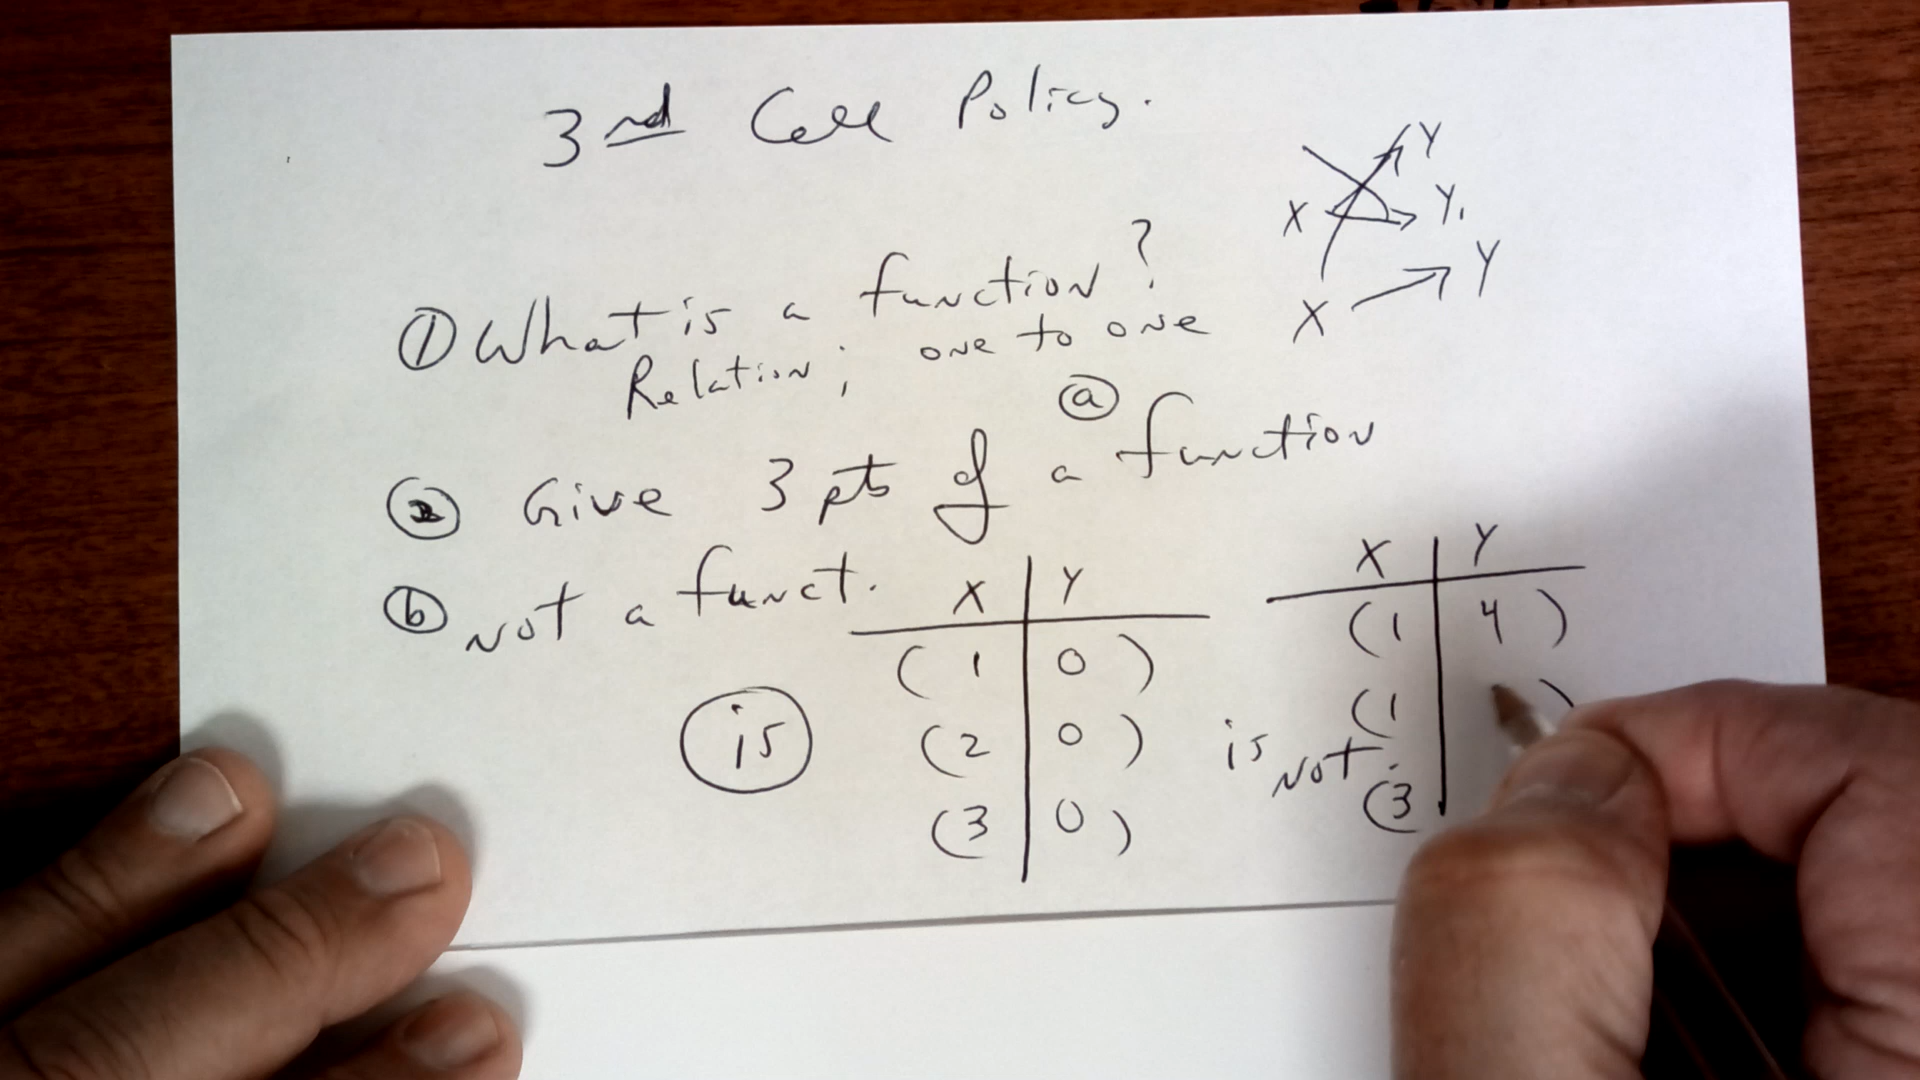 3rd Cell Policy.
X Y
Y1
X Y
① What is a function?
Relation; one to one
② Give 3 pts of a ⓐ function
ⓑ not a funct.
X Y
(1 0)
is (2 0)
(3 0)
X Y
(1 4)
(1 )
is not.
(3